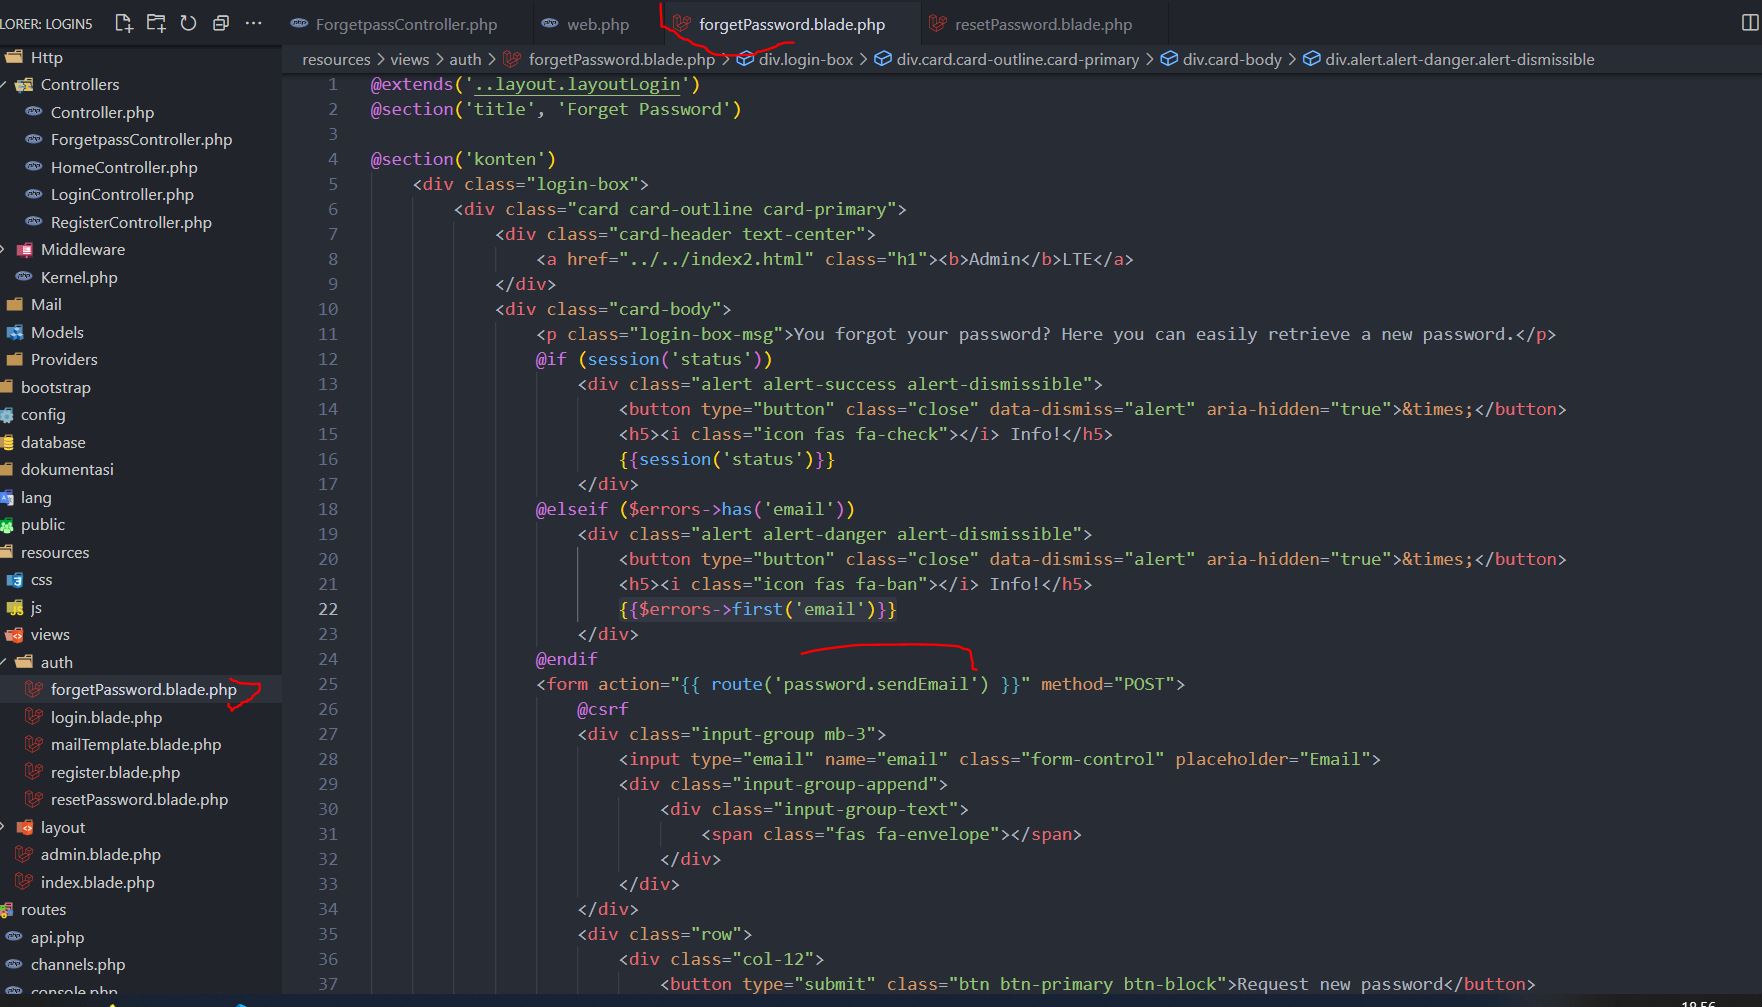 LORER: LOGIN5
ForgetpassController.php
web.php
forgetPassword.blade.php
resetPassword.blade.php
resources > views > auth > forgetPassword.blade.php > div.login-box > div.card.card-outline.card-primary > div.card-body > div.alert.alert-danger.alert-dismissible
Http
Controllers
Controller.php
ForgetpassController.php
HomeController.php
LoginController.php
RegisterController.php
Middleware
Kernel.php
Mail
Models
Providers
bootstrap
config
database
dokumentasi
lang
public
resources
css
js
views
auth
forgetPassword.blade.php
login.blade.php
mailTemplate.blade.php
register.blade.php
resetPassword.blade.php
layout
admin.blade.php
index.blade.php
routes
api.php
channels.php
console.php
1 @extends('..layout.layoutLogin')
2 @section('title', 'Forget Password')
3
4 @section('konten')
5 <div class="login-box">
6 <div class="card card-outline card-primary">
7 <div class="card-header text-center">
8 <a href="../../index2.html" class="h1"><b>Admin</b>LTE</a>
9 </div>
10 <div class="card-body">
11 <p class="login-box-msg">You forgot your password? Here you can easily retrieve a new password.</p>
12 @if (session('status'))
13 <div class="alert alert-success alert-dismissible">
14 <button type="button" class="close" data-dismiss="alert" aria-hidden="true">&times;</button>
15 <h5><i class="icon fas fa-check"></i> Info!</h5>
16 {{session('status')}}
17 </div>
18 @elseif ($errors->has('email'))
19 <div class="alert alert-danger alert-dismissible">
20 <button type="button" class="close" data-dismiss="alert" aria-hidden="true">&times;</button>
21 <h5><i class="icon fas fa-ban"></i> Info!</h5>
22 {{$errors->first('email')}}
23 </div>
24 @endif
25 <form action="{{ route('password.sendEmail') }}" method="POST">
26 @csrf
27 <div class="input-group mb-3">
28 <input type="email" name="email" class="form-control" placeholder="Email">
29 <div class="input-group-append">
30 <div class="input-group-text">
31 <span class="fas fa-envelope"></span>
32 </div>
33 </div>
34 </div>
35 <div class="row">
36 <div class="col-12">
37 <button type="submit" class="btn btn-primary btn-block">Request new password</button>